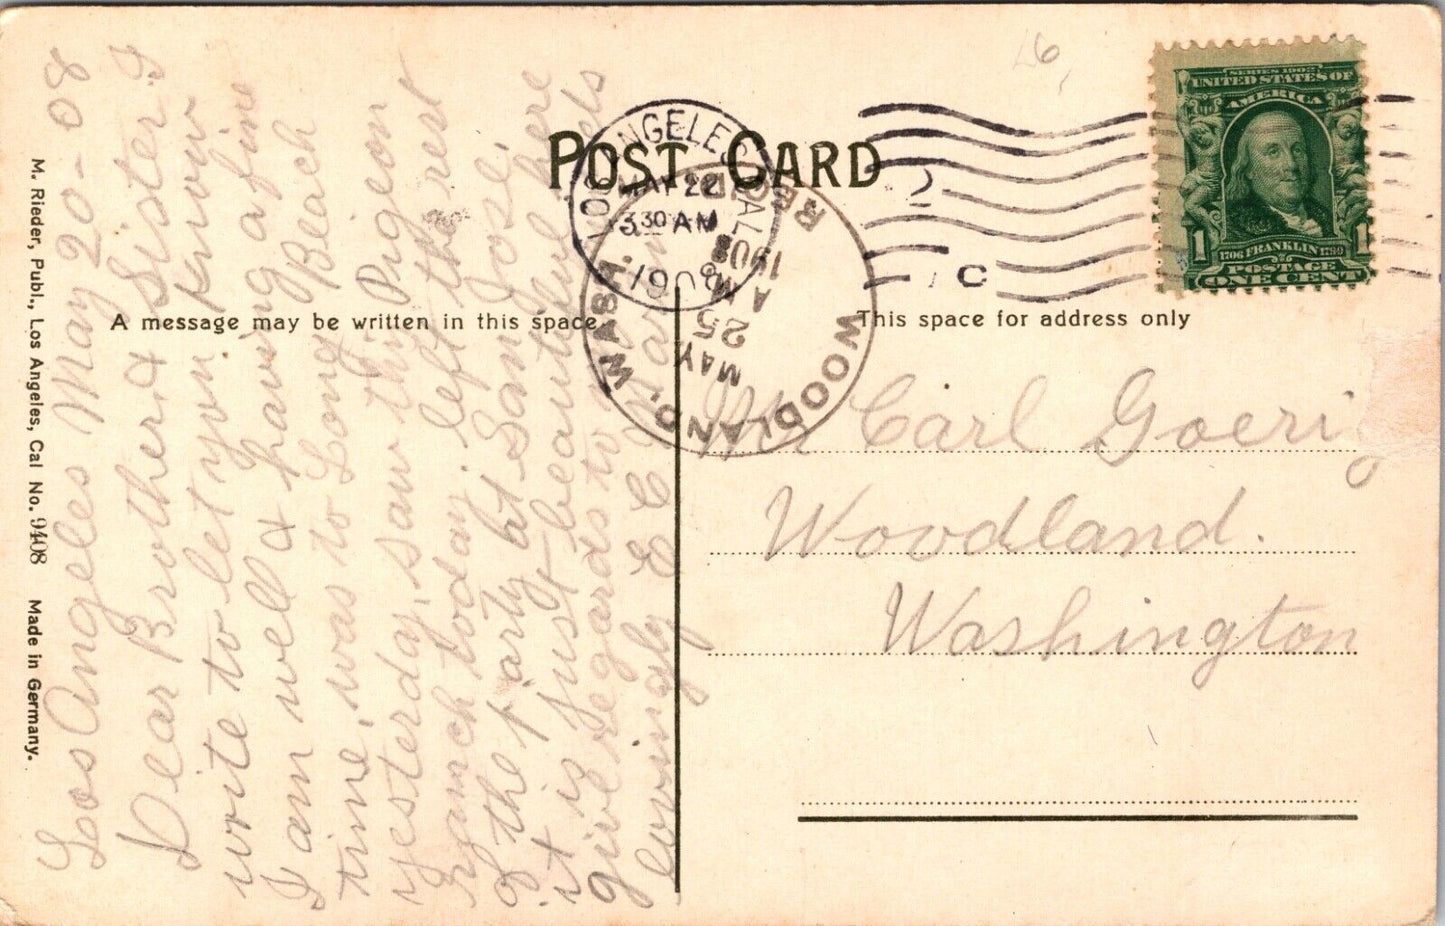 POST CARD
26
LOS ANGELES CAL
MAY 22
3 30 AM
1908
WOODLAND, WASH.
REC'D
MAY
25
A M
1908
2
C
SERIES 1902
UNITED STATES OF
AMERICA
1706 FRANKLIN 1790
1 POSTAGE 1
ONE CENT
A message may be written in this space.
This space for address only
M. Rieder, Publ., Los Angeles, Cal No. 9408 Made in Germany.
Los Angeles May 20-08
Dear Brother & Sister I
write to let you know
I am well & having a fine
time, was to Long Beach
yesterday, saw the Pigeon
ranch today, left the rest
of the party at San Jose,
it is just beautiful here
give regards to
lovingly E C
Mr Carl Goerig
Woodland.
Washington